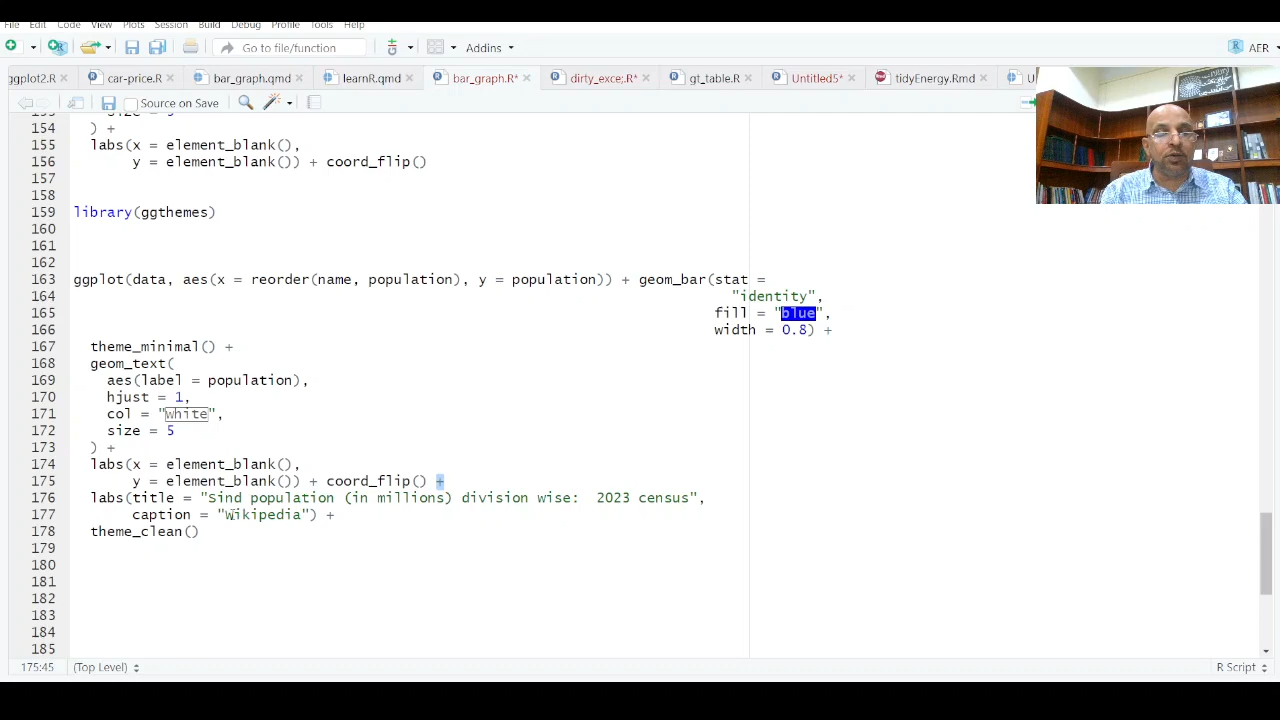 File Edit Code View Plots Session Build Debug Profile Tools Help
Go to file/function Addins AER
ggplot2.R car-price.R bar_graph.qmd learnR.qmd bar_graph.R* dirty_exce;.R* gt_table.R Untitled5* tidyEnergy.Rmd
Source on Save
154 ) +
155 labs(x = element_blank(),
156 y = element_blank()) + coord_flip()
157
158
159 library(ggthemes)
160
161
162
163 ggplot(data, aes(x = reorder(name, population), y = population)) + geom_bar(stat =
164 "identity",
165 fill = "blue",
166 width = 0.8) +
167 theme_minimal() +
168 geom_text(
169 aes(label = population),
170 hjust = 1,
171 col = "white",
172 size = 5
173 ) +
174 labs(x = element_blank(),
175 y = element_blank()) + coord_flip() +
176 labs(title = "Sind population (in millions) division wise:  2023 census",
177 caption = "Wikipedia") +
178 theme_clean()
179
180
181
182
183
184
185
175:45 (Top Level) R Script